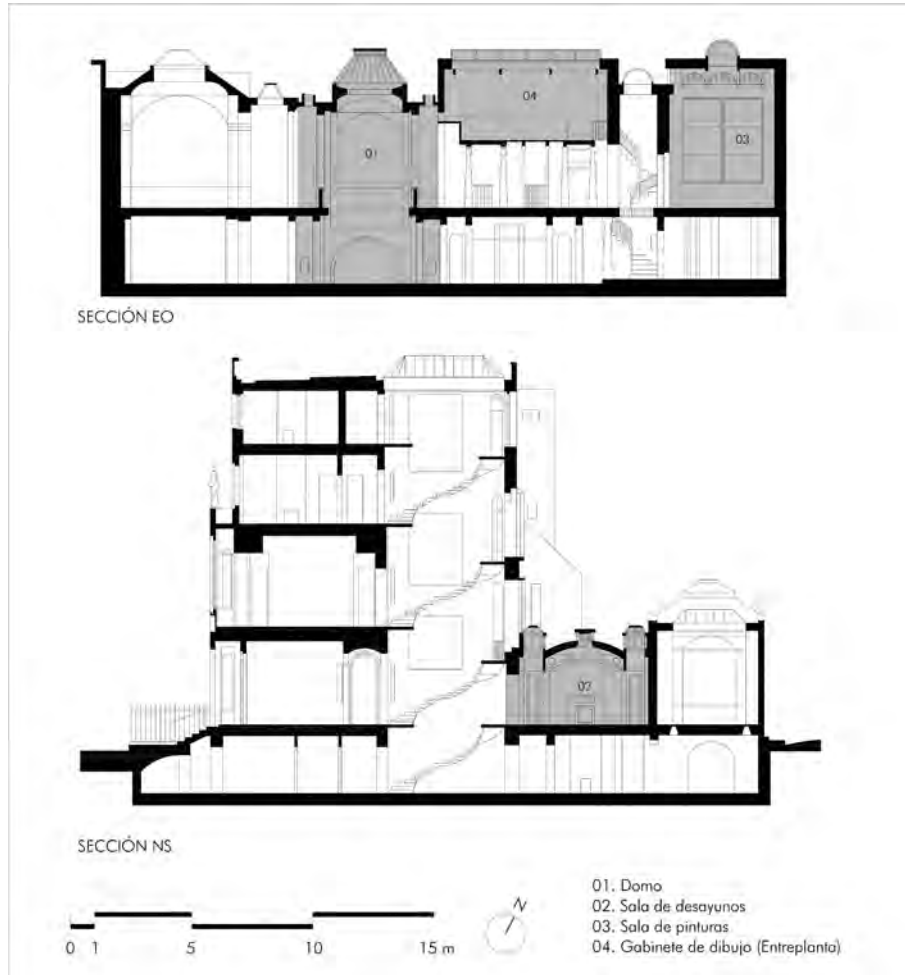 04
01
03
SECCIÓN EO
02
SECCIÓN NS
N
01. Domo
02. Sala de desayunos
03. Sala de pinturas
04. Gabinete de dibujo (Entreplanta)
0 1 5 10 15 m